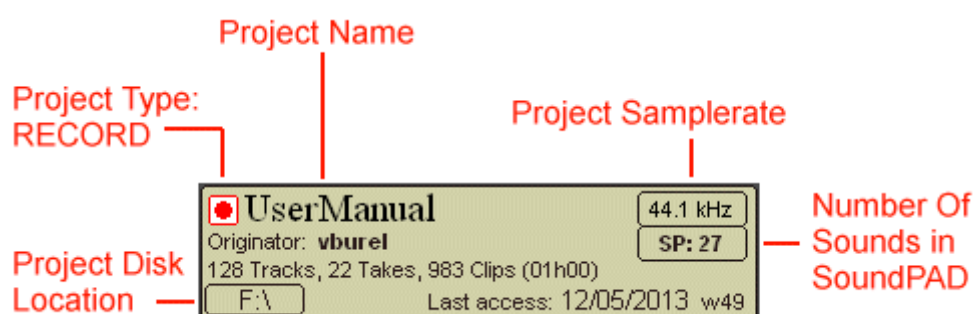 Project Name
Project Type:
RECORD
Project Samplerate
UserManual
44.1 kHz
Originator: vburel
SP: 27
128 Tracks, 22 Takes, 983 Clips (01h00)
F:\
Last access: 12/05/2013 w49
Number Of
Sounds in
SoundPAD
Project Disk
Location